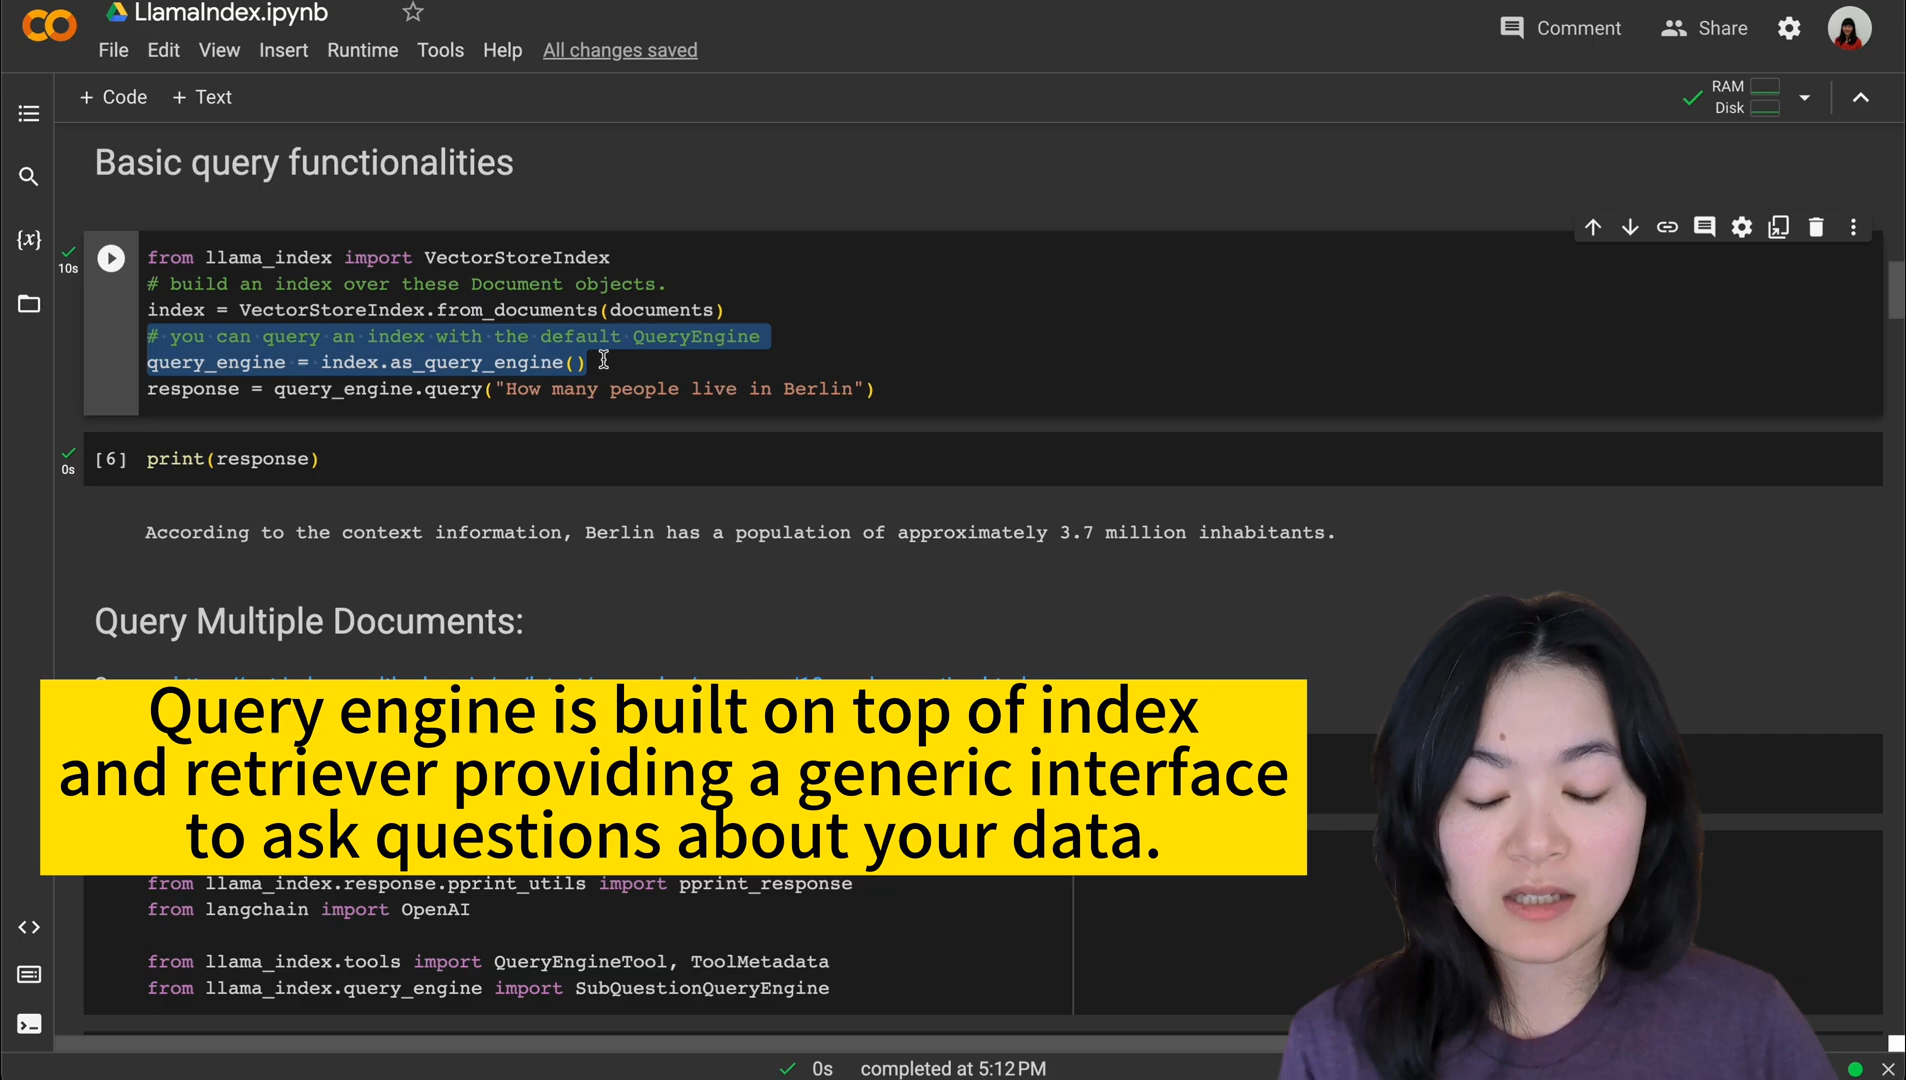 LlamaIndex.ipynb
Comment
Share
File Edit View Insert Runtime Tools Help All changes saved
+ Code + Text
RAM
Disk
Basic query functionalities
{x}
10s
from llama_index import VectorStoreIndex
# build an index over these Document objects.
index = VectorStoreIndex.from_documents(documents)
# you can query an index with the default QueryEngine
query_engine = index.as_query_engine()
response = query_engine.query("How many people live in Berlin")
0s
[6] print(response)
According to the context information, Berlin has a population of approximately 3.7 million inhabitants.
Query Multiple Documents:
Query engine is built on top of index
and retriever providing a generic interface
to ask questions about your data.
from llama_index.response.pprint_utils import pprint_response
from langchain import OpenAI
from llama_index.tools import QueryEngineTool, ToolMetadata
from llama_index.query_engine import SubQuestionQueryEngine
0s completed at 5:12 PM